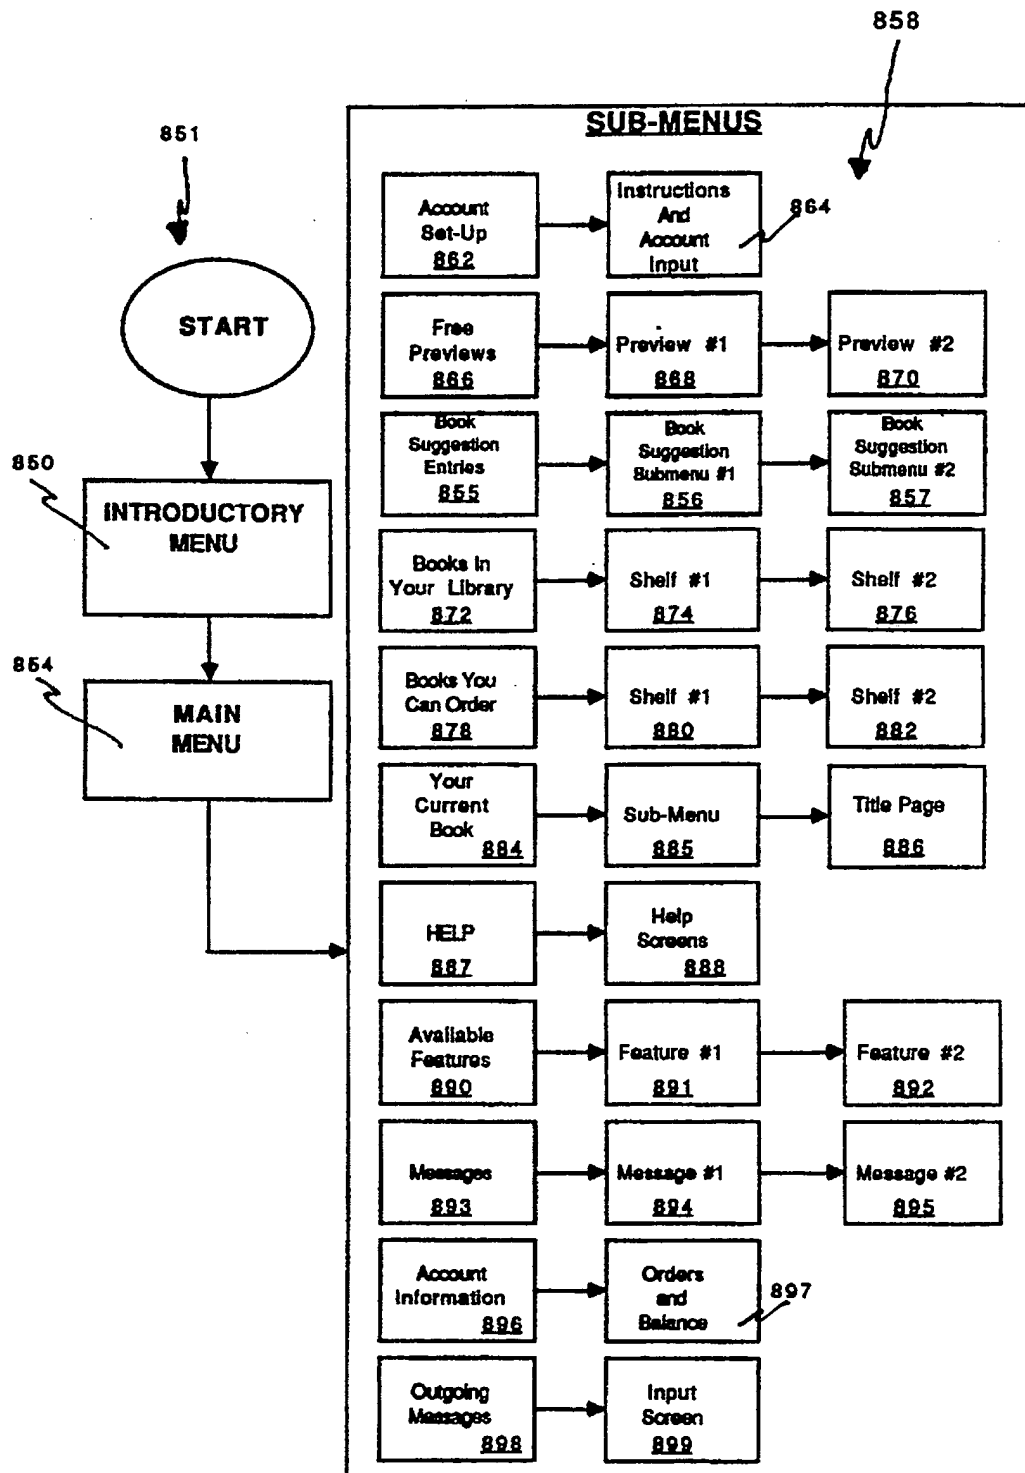 858
SUB-MENUS
851
START
850
INTRODUCTORY
MENU
854
MAIN
MENU
Account
Set-Up
862
Instructions
And
Account
Input
864
Free
Previews
866
Preview #1
868
Preview #2
870
Book
Suggestion
Entries
855
Book
Suggestion
Submenu #1
856
Book
Suggestion
Submenu #2
857
Books In
Your Library
872
Shelf #1
874
Shelf #2
876
Books You
Can Order
878
Shelf #1
880
Shelf #2
882
Your
Current
Book
884
Sub-Menu
885
Title Page
886
HELP
887
Help
Screens
888
Available
Features
890
Feature #1
891
Feature #2
892
Messages
893
Message #1
894
Message #2
895
Account
Information
896
Orders
and
Balance
897
Outgoing
Messages
898
Input
Screen
899